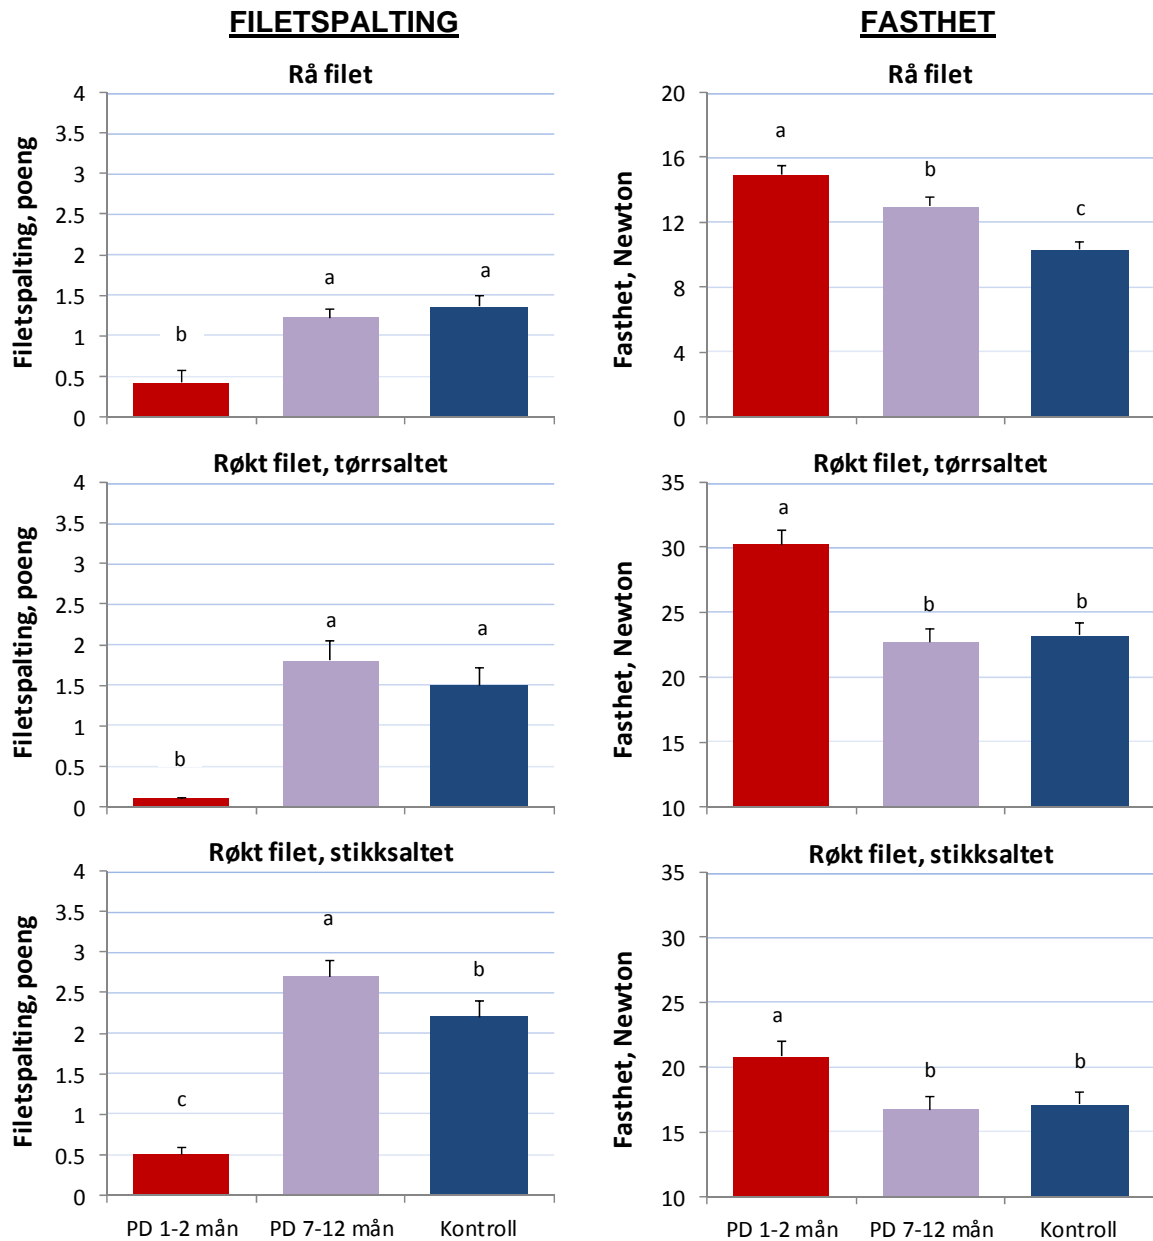 FILETSPALTING
FASTHET
Rå filet
Filetspalting, poeng
4
3.5
3
2.5
2
1.5
1
0.5
0
b
a
a
Rå filet
Fasthet, Newton
20
16
12
8
4
0
a
b
c
Røkt filet, tørrsaltet
Filetspalting, poeng
4
3.5
3
2.5
2
1.5
1
0.5
0
b
a
a
Røkt filet, tørrsaltet
Fasthet, Newton
35
30
25
20
15
10
a
b
b
Røkt filet, stikksaltet
Filetspalting, poeng
4
3.5
3
2.5
2
1.5
1
0.5
0
c
a
b
PD 1-2 mån PD 7-12 mån Kontroll
Røkt filet, stikksaltet
Fasthet, Newton
35
30
25
20
15
10
a
b
b
PD 1-2 mån PD 7-12 mån Kontroll